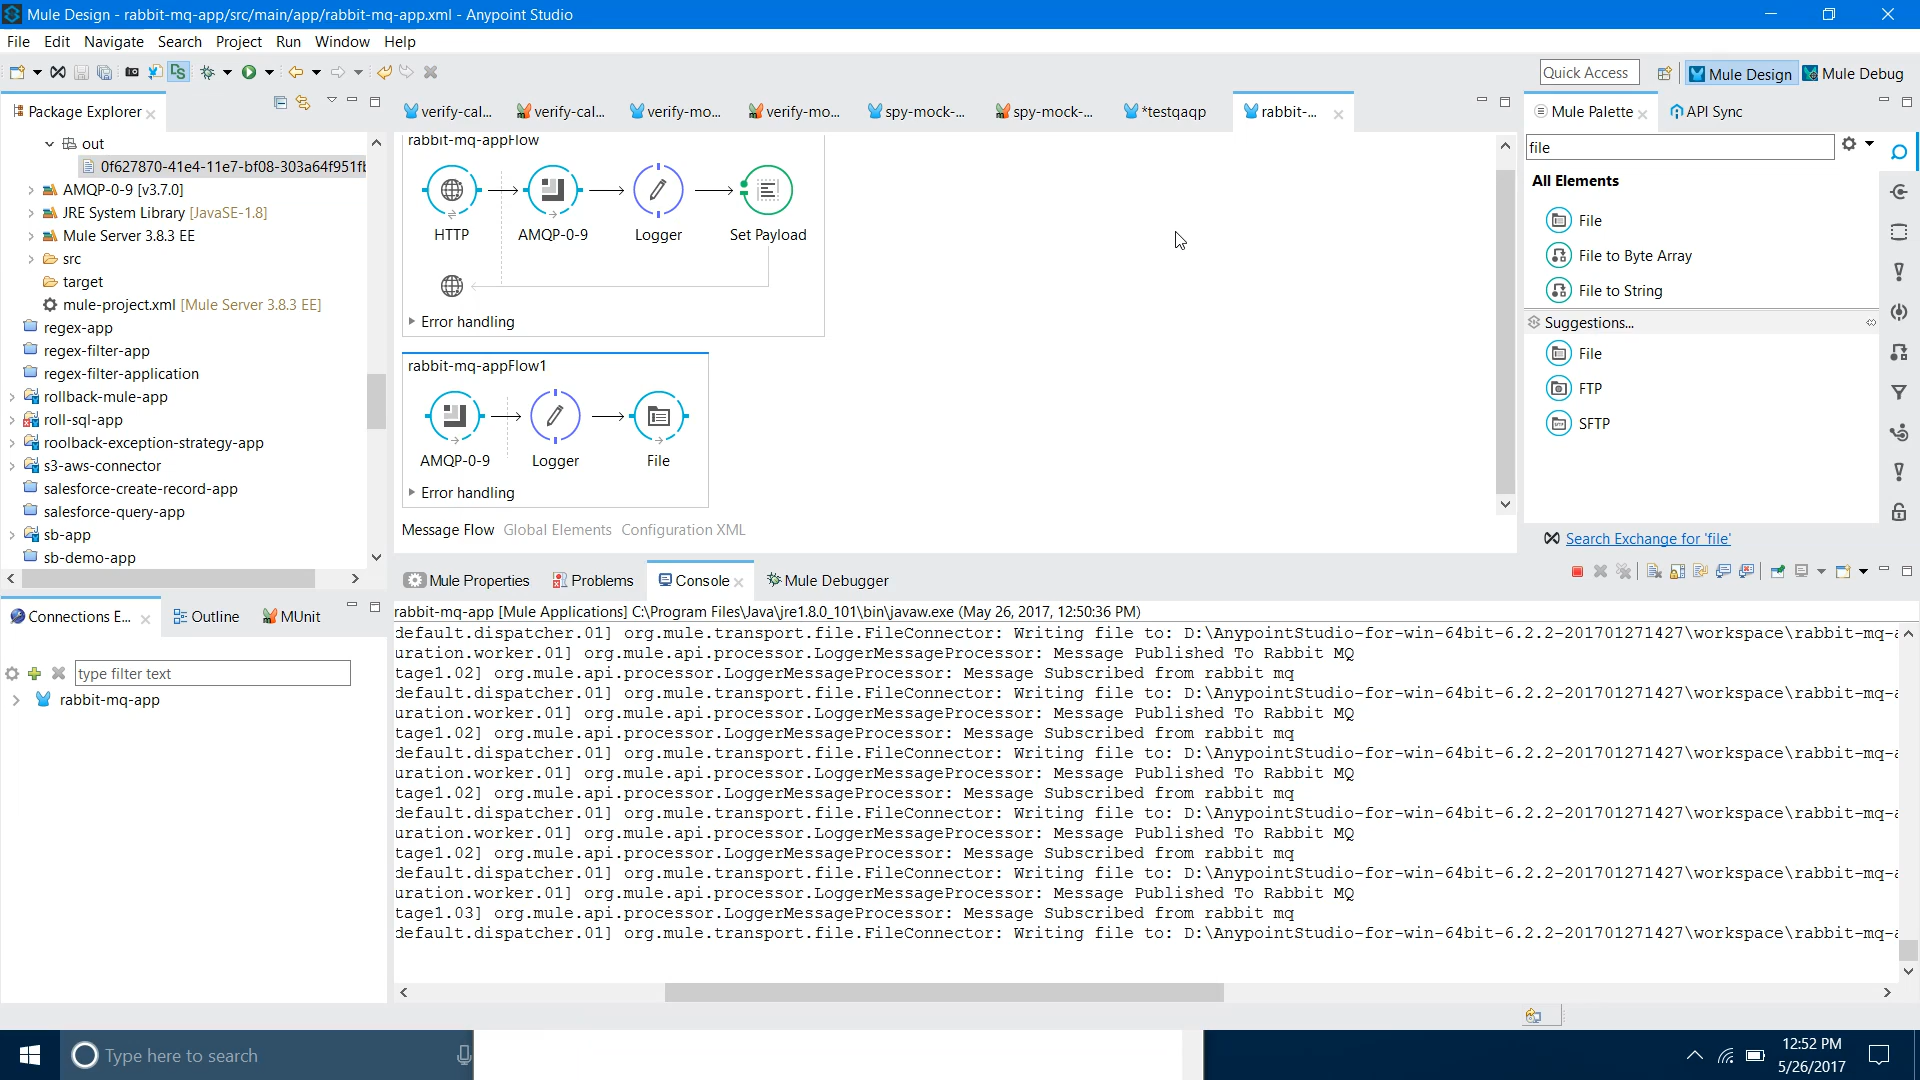 Mule Design - rabbit-mq-app/src/main/app/rabbit-mq-app.xml - Anypoint Studio
File Edit Navigate Search Project Run Window Help
Quick Access
Mule Design
Mule Debug
Package Explorer
verify-cal...
verify-cal...
verify-mo...
verify-mo...
spy-mock-...
spy-mock-...
*testqaqp
rabbit-...
Mule Palette
API Sync
out
0f627870-41e4-11e7-bf08-303a64f951f
AMQP-0-9 [v3.7.0]
JRE System Library [JavaSE-1.8]
Mule Server 3.8.3 EE
src
target
mule-project.xml [Mule Server 3.8.3 EE]
regex-app
regex-filter-app
regex-filter-application
rollback-mule-app
roll-sql-app
roolback-exception-strategy-app
s3-aws-connector
salesforce-create-record-app
salesforce-query-app
sb-app
sb-demo-app
rabbit-mq-appFlow
HTTP
AMQP-0-9
Logger
Set Payload
Error handling
rabbit-mq-appFlow1
AMQP-0-9
Logger
File
Error handling
Message Flow Global Elements Configuration XML
file
All Elements
File
File to Byte Array
File to String
Suggestions...
File
FTP
SFTP
Search Exchange for 'file'
Connections E...
Outline
MUnit
type filter text
rabbit-mq-app
Mule Properties
Problems
Console
Mule Debugger
rabbit-mq-app [Mule Applications] C:\Program Files\Java\jre1.8.0_101\bin\javaw.exe (May 26, 2017, 12:50:36 PM)
default.dispatcher.01] org.mule.transport.file.FileConnector: Writing file to: D:\AnypointStudio-for-win-64bit-6.2.2-201701271427\workspace\rabbit-mq-a
uration.worker.01] org.mule.api.processor.LoggerMessageProcessor: Message Published To Rabbit MQ
tage1.02] org.mule.api.processor.LoggerMessageProcessor: Message Subscribed from rabbit mq
default.dispatcher.01] org.mule.transport.file.FileConnector: Writing file to: D:\AnypointStudio-for-win-64bit-6.2.2-201701271427\workspace\rabbit-mq-a
uration.worker.01] org.mule.api.processor.LoggerMessageProcessor: Message Published To Rabbit MQ
tage1.02] org.mule.api.processor.LoggerMessageProcessor: Message Subscribed from rabbit mq
default.dispatcher.01] org.mule.transport.file.FileConnector: Writing file to: D:\AnypointStudio-for-win-64bit-6.2.2-201701271427\workspace\rabbit-mq-a
uration.worker.01] org.mule.api.processor.LoggerMessageProcessor: Message Published To Rabbit MQ
tage1.02] org.mule.api.processor.LoggerMessageProcessor: Message Subscribed from rabbit mq
default.dispatcher.01] org.mule.transport.file.FileConnector: Writing file to: D:\AnypointStudio-for-win-64bit-6.2.2-201701271427\workspace\rabbit-mq-a
uration.worker.01] org.mule.api.processor.LoggerMessageProcessor: Message Published To Rabbit MQ
tage1.02] org.mule.api.processor.LoggerMessageProcessor: Message Subscribed from rabbit mq
default.dispatcher.01] org.mule.transport.file.FileConnector: Writing file to: D:\AnypointStudio-for-win-64bit-6.2.2-201701271427\workspace\rabbit-mq-a
uration.worker.01] org.mule.api.processor.LoggerMessageProcessor: Message Published To Rabbit MQ
tage1.03] org.mule.api.processor.LoggerMessageProcessor: Message Subscribed from rabbit mq
default.dispatcher.01] org.mule.transport.file.FileConnector: Writing file to: D:\AnypointStudio-for-win-64bit-6.2.2-201701271427\workspace\rabbit-mq-a
Type here to search
12:52 PM
5/26/2017